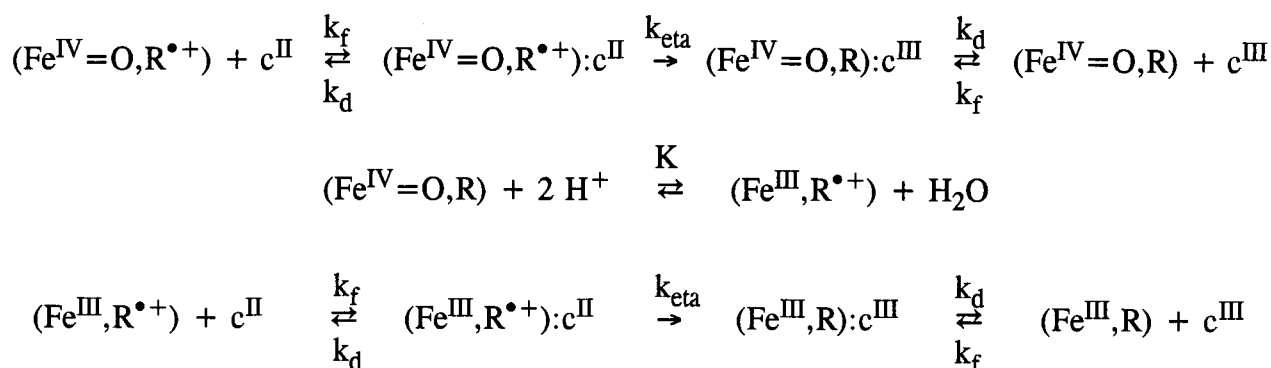 k_f k_eta k_d
(Fe^IV=O,R^•+) + c^II ⇄ (Fe^IV=O,R^•+):c^II → (Fe^IV=O,R):c^III ⇄ (Fe^IV=O,R) + c^III
k_d k_f
K
(Fe^IV=O,R) + 2 H^+ ⇄ (Fe^III,R^•+) + H_2O
k_f k_eta k_d
(Fe^III,R^•+) + c^II ⇄ (Fe^III,R^•+):c^II → (Fe^III,R):c^III ⇄ (Fe^III,R) + c^III
k_d k_f